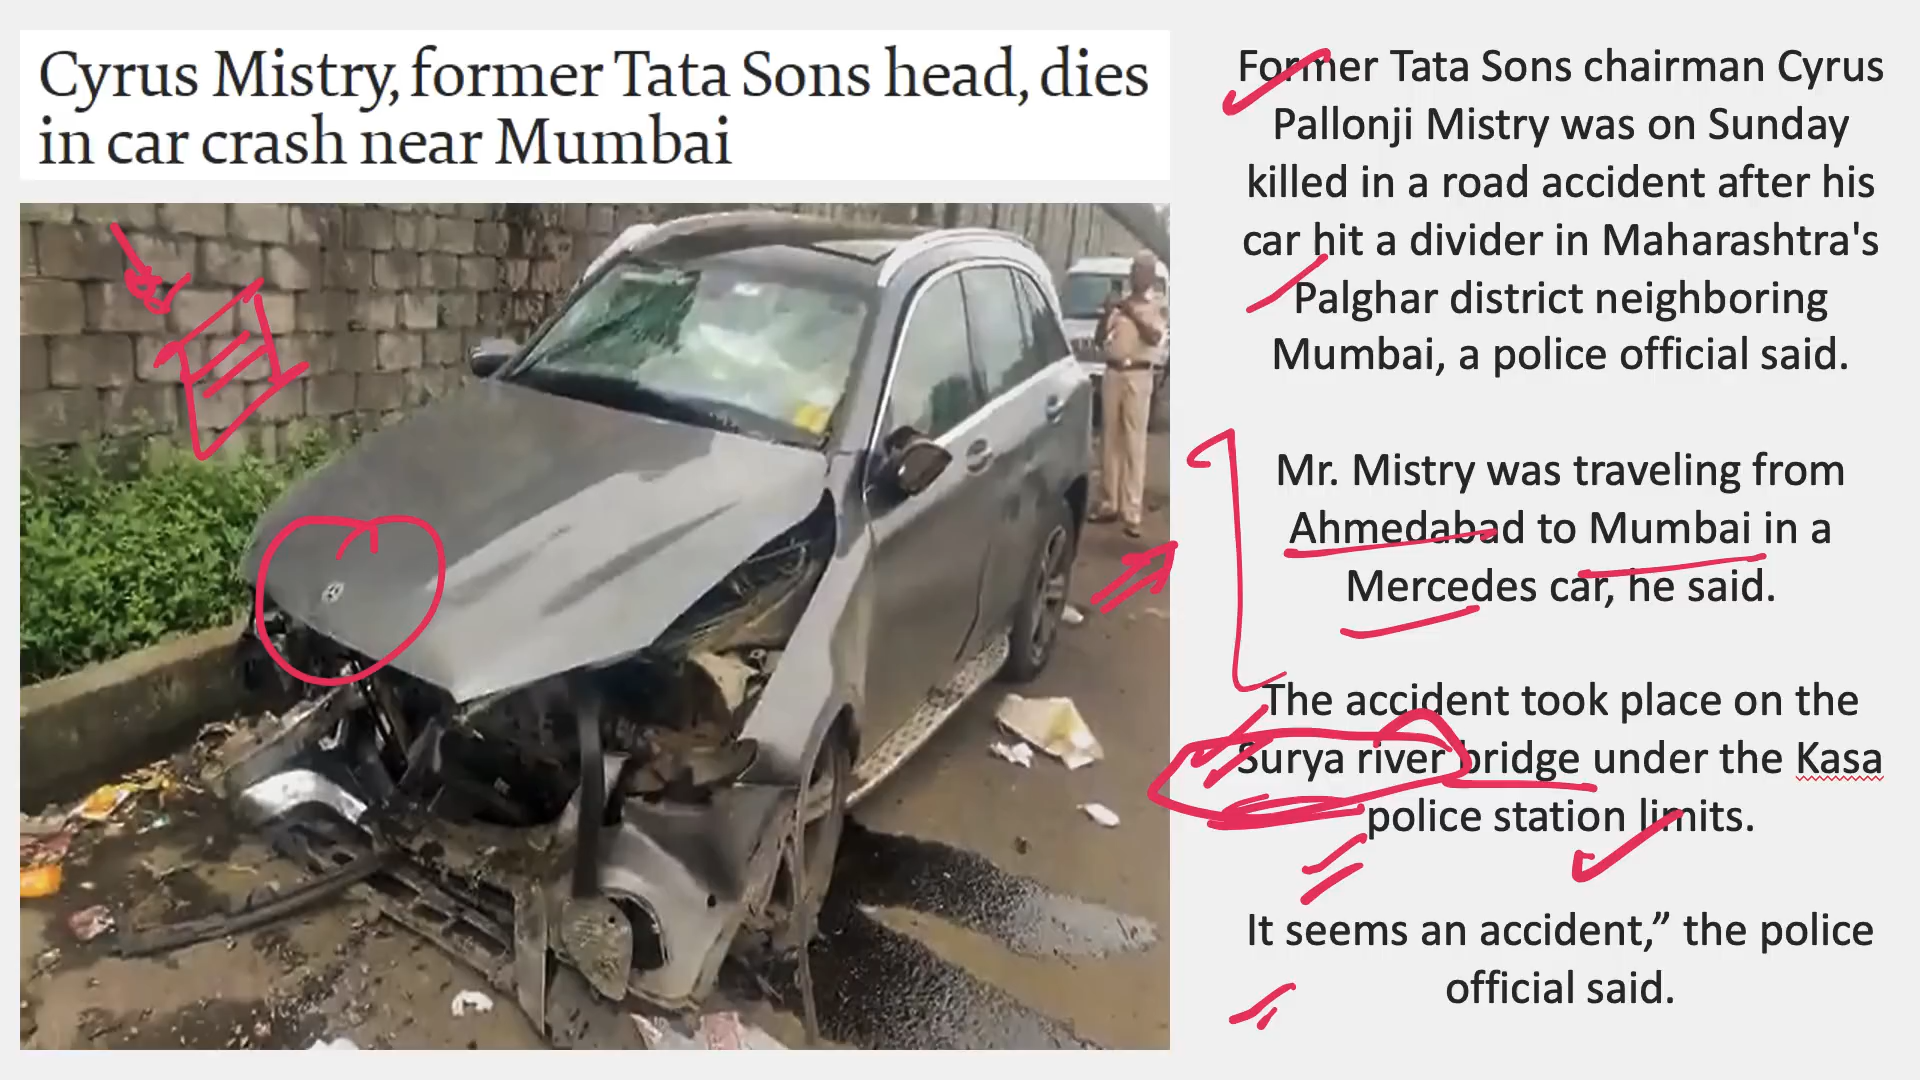 Cyrus Mistry, former Tata Sons head, dies
in car crash near Mumbai
Former Tata Sons chairman Cyrus
Pallonji Mistry was on Sunday
killed in a road accident after his
car hit a divider in Maharashtra's
Palghar district neighboring
Mumbai, a police official said.
Mr. Mistry was traveling from
Ahmedabad to Mumbai in a
Mercedes car, he said.
The accident took place on the
Surya river bridge under the Kasa
police station limits.
It seems an accident,” the police
official said.